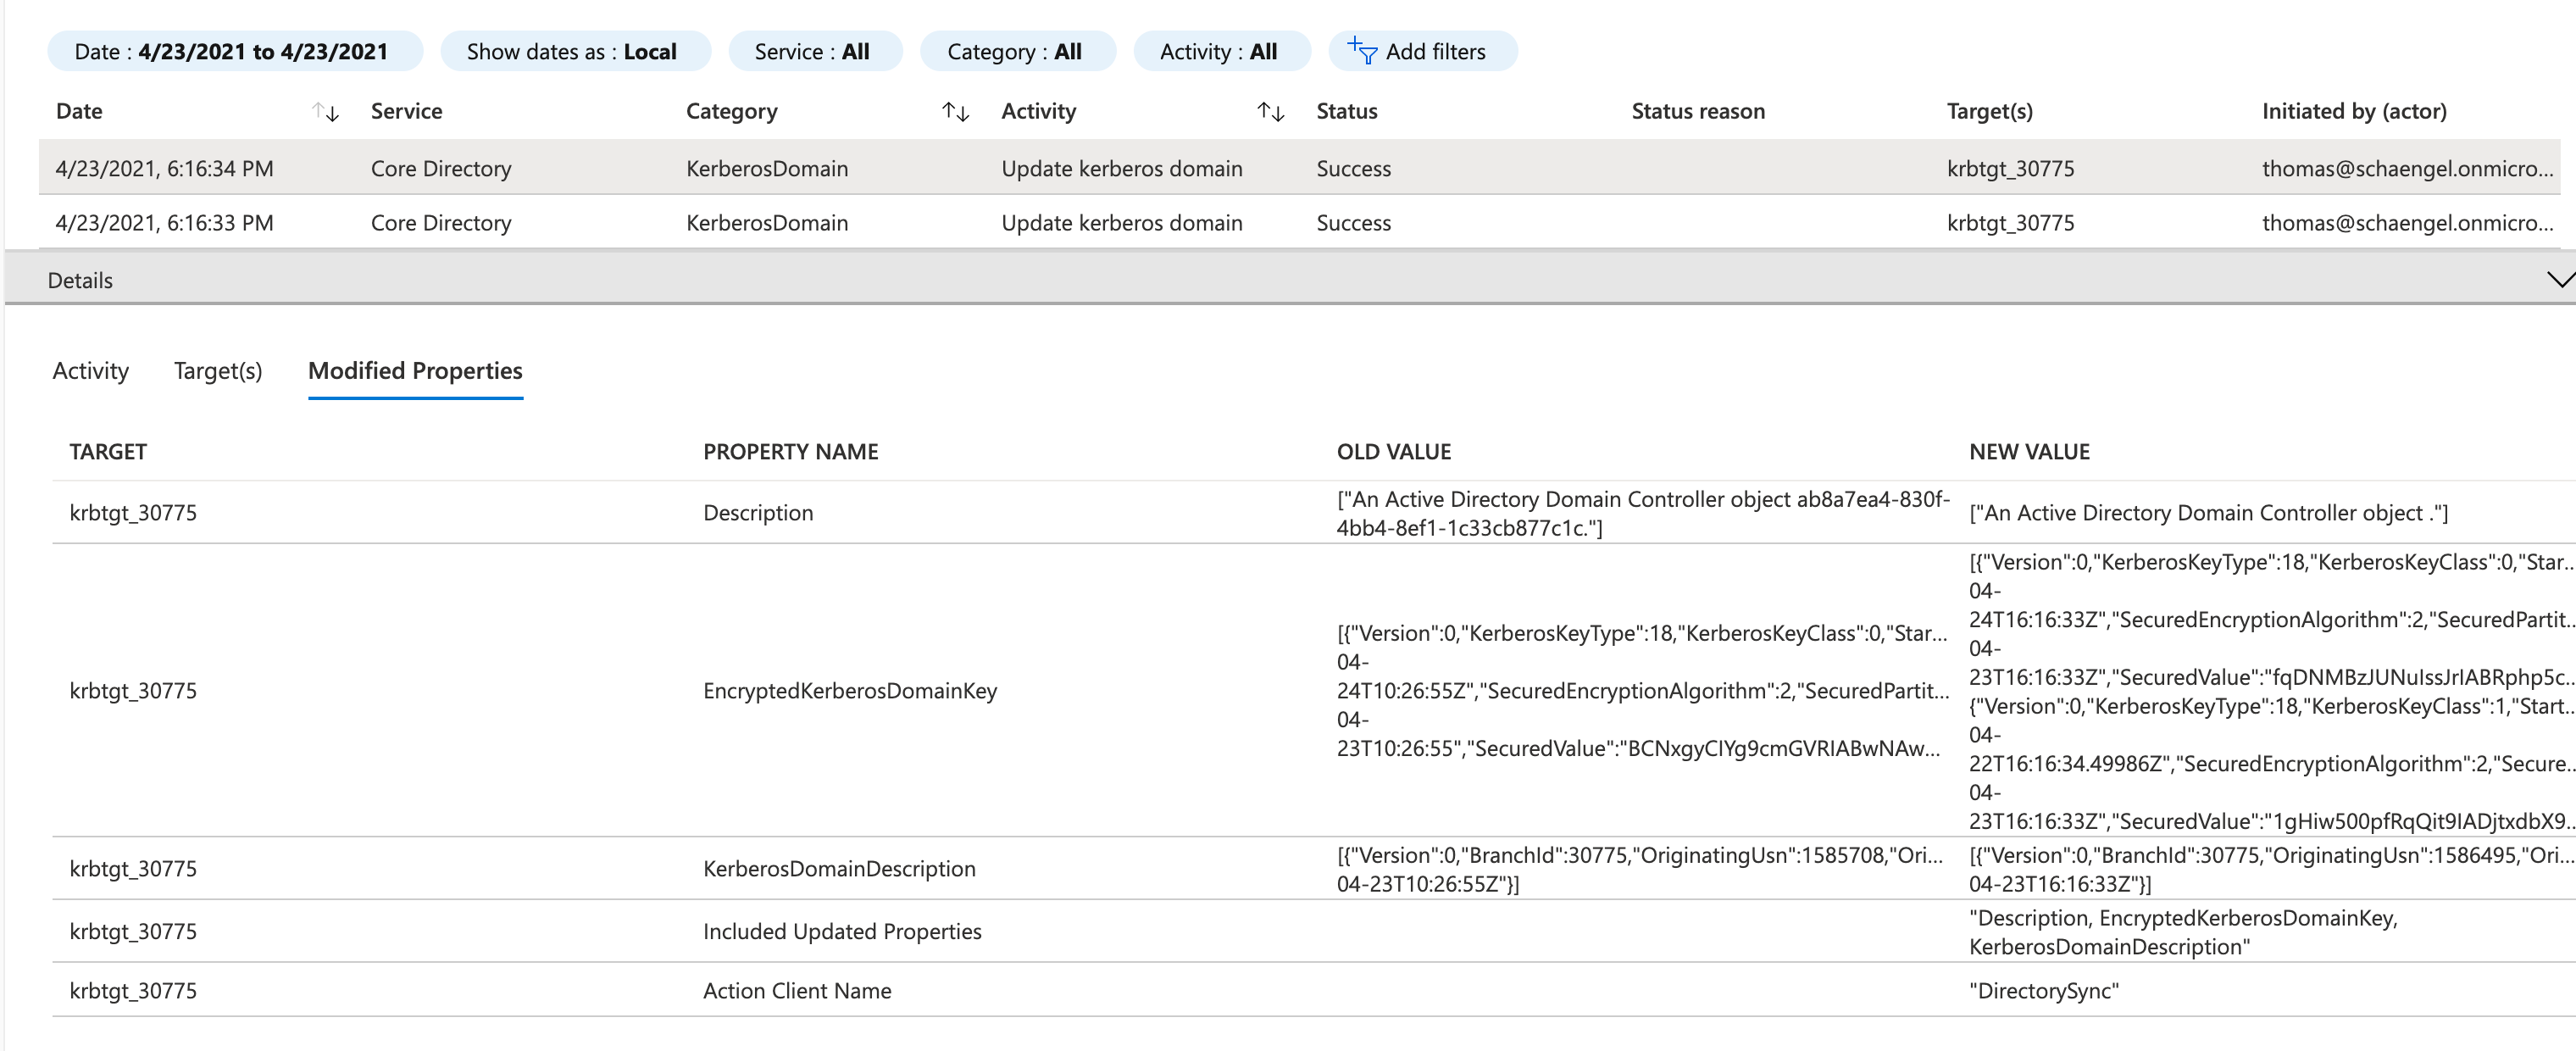 Date : 4/23/2021 to 4/23/2021 Show dates as : Local Service : All Category : All Activity : All Add filters
Date Service Category Activity Status Status reason Target(s) Initiated by (actor)
4/23/2021, 6:16:34 PM Core Directory KerberosDomain Update kerberos domain Success krbtgt_30775 thomas@schaengel.onmicro...
4/23/2021, 6:16:33 PM Core Directory KerberosDomain Update kerberos domain Success krbtgt_30775 thomas@schaengel.onmicro...
Details
Activity Target(s) Modified Properties
TARGET PROPERTY NAME OLD VALUE NEW VALUE
krbtgt_30775 Description
["An Active Directory Domain Controller object ab8a7ea4-830f-
4bb4-8ef1-1c33cb877c1c."]
["An Active Directory Domain Controller object ."]
krbtgt_30775 EncryptedKerberosDomainKey
[{"Version":0,"KerberosKeyType":18,"KerberosKeyClass":0,"Star...
04-
24T10:26:55Z","SecuredEncryptionAlgorithm":2,"SecuredPartit...
04-
23T10:26:55","SecuredValue":"BCNxgyCIYg9cmGVRIABwNAw...
[{"Version":0,"KerberosKeyType":18,"KerberosKeyClass":0,"Star...
04-
24T16:16:33Z","SecuredEncryptionAlgorithm":2,"SecuredPartit...
04-
23T16:16:33Z","SecuredValue":"fqDNMBzJUNulssJrIABRphp5c...
{"Version":0,"KerberosKeyType":18,"KerberosKeyClass":1,"Start...
04-
22T16:16:34.49986Z","SecuredEncryptionAlgorithm":2,"Secure...
04-
23T16:16:33Z","SecuredValue":"1gHiw500pfRqQit9IADjtxdbX9...
krbtgt_30775 KerberosDomainDescription
[{"Version":0,"BranchId":30775,"OriginatingUsn":1585708,"Ori...
04-23T10:26:55Z"}]
[{"Version":0,"BranchId":30775,"OriginatingUsn":1586495,"Ori...
04-23T16:16:33Z"}]
krbtgt_30775 Included Updated Properties
"Description, EncryptedKerberosDomainKey,
KerberosDomainDescription"
krbtgt_30775 Action Client Name "DirectorySync"